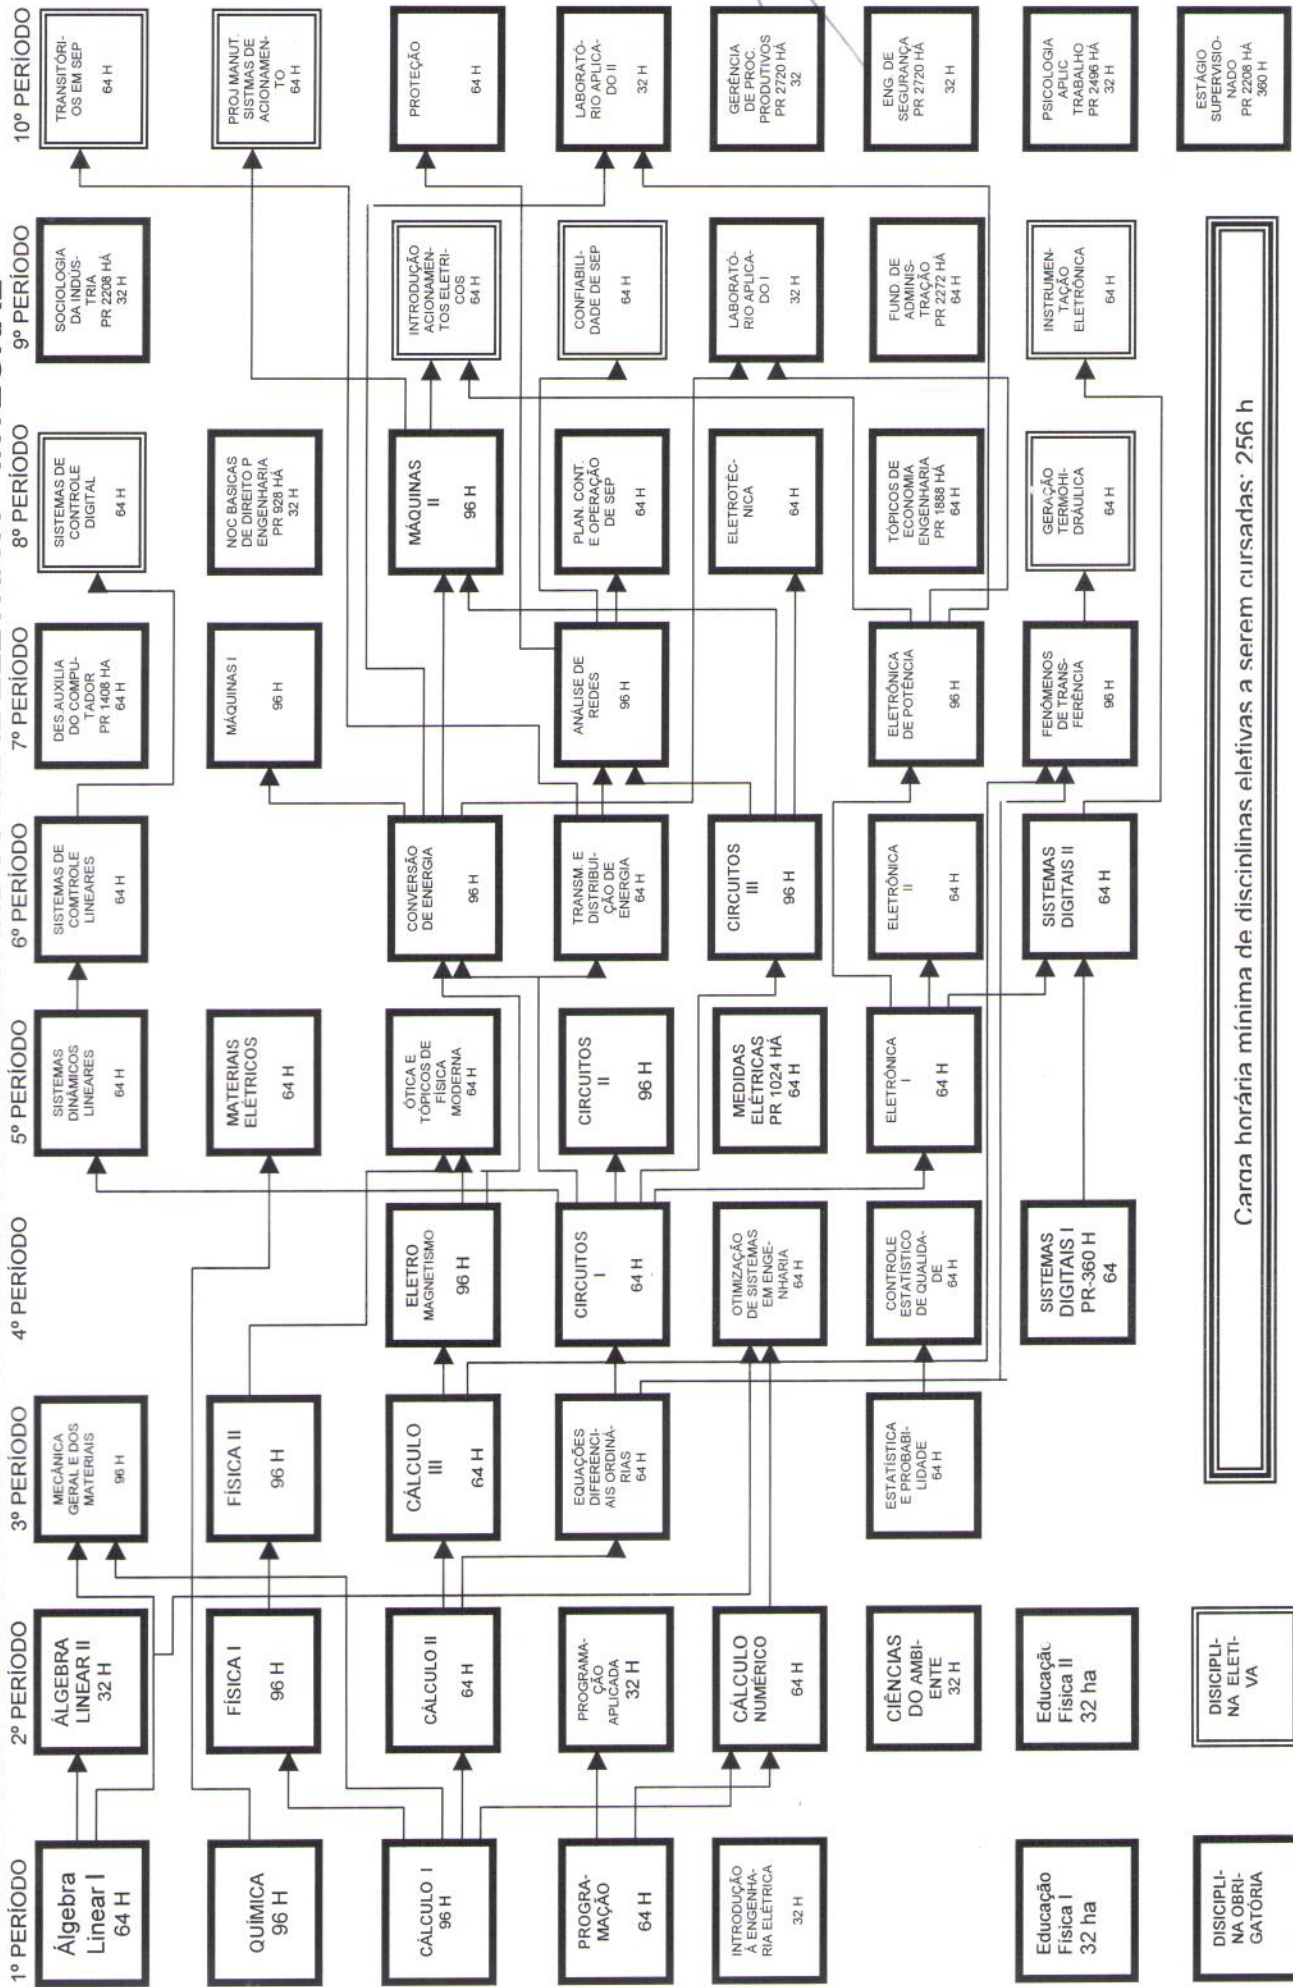 1º PERÍODO
2º PERÍODO
3º PERÍODO
4º PERÍODO
5º PERÍODO
6º PERÍODO
7º PERÍODO
8º PERÍODO
9º PERÍODO
10º PERÍODO
Álgebra
Linear I
64 H
QUÍMICA
96 H
CÁLCULO I
96 H
PROGRA-
MAÇÃO
64 H
INTRODUÇÃO
À ENGENHA-
RIA ELÉTRICA
32 H
Educação
Física I
32 ha
DISICIPLI-
NA OBRI-
GATÓRIA
ÁLGEBRA
LINEAR II
32 H
FÍSICA I
96 H
CÁLCULO II
64 H
PROGRAMA-
ÇÃO
APLICADA
32 H
CÁLCULO
NUMÉRICO
64 H
CIÊNCIAS
DO AMBI-
ENTE
32 H
Educação
Física II
32 ha
DISICIPLI-
NA ELETI-
VA
MECÂNICA
GERAL E DOS
MATERIAIS
96 H
FÍSICA II
96 H
CÁLCULO
III
64 H
EQUAÇÕES
DIFERENCI-
AIS ORDINÁ-
RIAS
64 H
ESTATÍSTICA
E PROBABI-
LIDADE
64 H
ELETRO
MAGNETISMO
96 H
CIRCUITOS
I
64 H
OTIMIZAÇÃO
DE SISTEMAS
EM ENGE-
NHARIA
64 H
CONTROLE
ESTATÍSTICO
DE QUALIDA-
DE
64 H
SISTEMAS
DIGITAIS I
PR-360 H
64
SISTEMAS
DINÂMICOS
LINEARES
64 H
MATERIAIS
ELÉTRICOS
64 H
ÓTICA E
TÓPICOS DE
FÍSICA
MODERNA
64 H
CIRCUITOS
II
96 H
MEDIDAS
ELÉTRICAS
PR 1024 HÁ
64 H
ELETRÔNICA
I
64 H
SISTEMAS DE
COMTROLE
LINEARES
64 H
CONVERSÃO
DE ENERGIA
96 H
TRANSM. E
DISTRIBUI-
ÇÃO DE
ENERGIA
64 H
CIRCUITOS
III
96 H
ELETRÔNICA
II
64 H
SISTEMAS
DIGITAIS II
64 H
DES.AUXILIA
DO COMPU-
TADOR
PR 1408 HA
64 H
MÁQUINAS I
96 H
ANÁLISE DE
REDES
96 H
ELETRÔNICA
DE POTÊNCIA
96 H
FENÔMENOS
DE TRANS-
FERÊNCIA
96 H
SISTEMAS DE
CONTROLE
DIGITAL
64 H
NOC BASICAS
DE DIREITO P
ENGENHARIA
PR 928 HÁ
32 H
MÁQUINAS
II
96 H
PLAN. CONT.
E OPERAÇÃO
DE SEP
64 H
ELETROTÉC-
NICA
64 H
TÓPICOS DE
ECONOMIA
ENGENHARIA
PR 1888 HÁ
64 H
GERAÇÃO
TERMOHI-
DRÁULICA
64 H
SOCIOLOGIA
DA INDÚS-
TRIA
PR 2208 HÁ
32 H
INTRODUÇÃO
ACIONAMEN-
TOS ELETRI-
COS
64 H
CONFIABILI-
DADE DE SEP
64 H
LABORATÓ-
RIO APLICA-
DO I
32 H
FUND. DE
ADMINIS-
TRAÇÃO
PR 2272 HÁ
64 H
INSTRUMEN-
TAÇÃO
ELETRÔNICA
64 H
TRANSITÓRI-
OS EM SEP
64 H
PROJ MANUT.
SISTMAS DE
ACIONAMEN-
TO
64 H
PROTEÇÃO
64 H
LABORATÓ-
RIO APLICA-
DO II
32 H
GERÊNCIA
DE PROC.
PRODUTIVOS
PR 2720 HÁ
32
ENG. DE
SEGURANÇA
PR 2720 HÁ
32 H
PSICOLOGIA
APLIC
TRABALHO
PR 2496 HÁ
32 H
ESTÁGIO
SUPERVISIO-
NADO
PR 2208 HÁ
360 H
Carga horária mínima de disciplinas eletivas a serem cursadas: 256 h